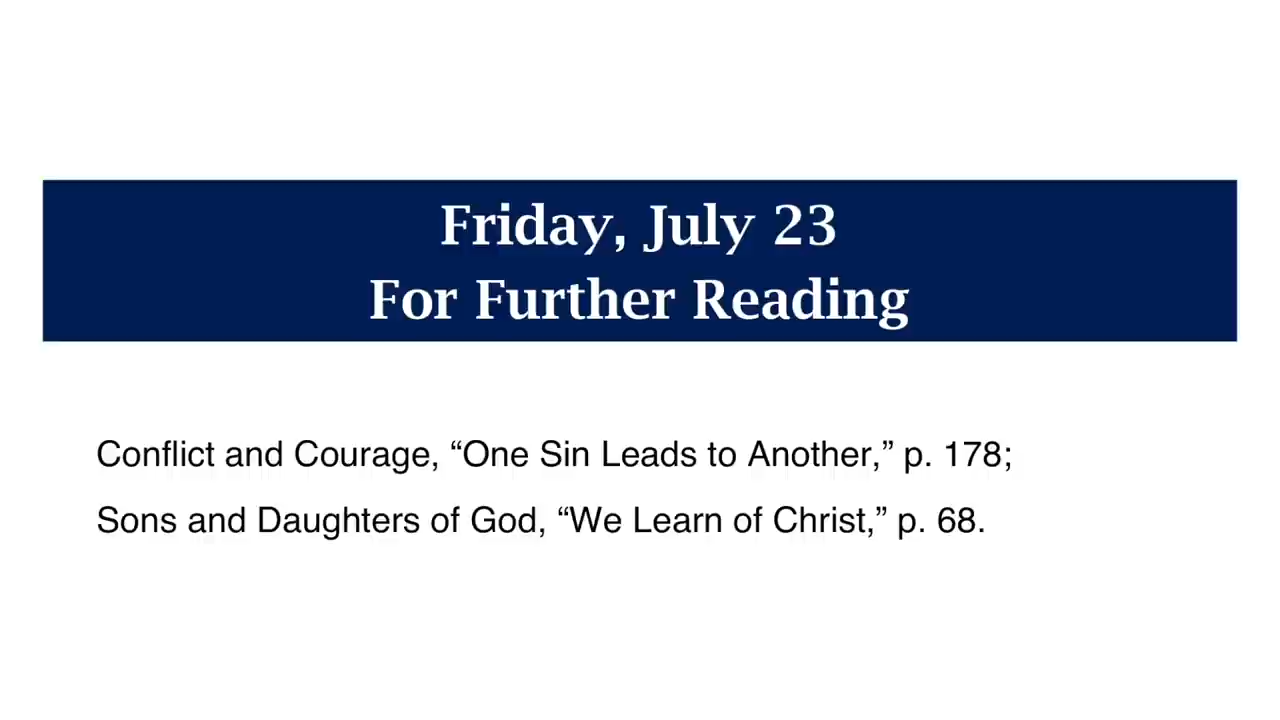 Friday, July 23
For Further Reading
Conflict and Courage, “One Sin Leads to Another,” p. 178;
Sons and Daughters of God, “We Learn of Christ,” p. 68.